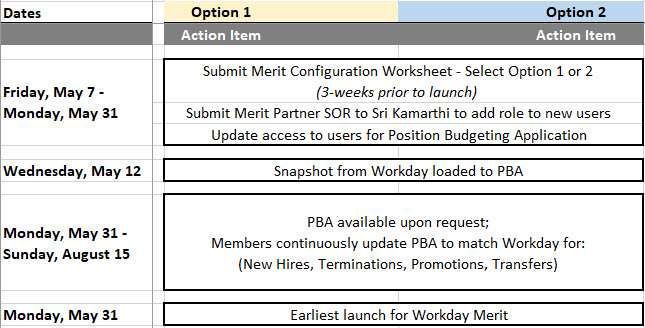 Dates Option 1 Option 2
Action Item Action Item
Friday, May 7 -
Monday, May 31
Submit Merit Configuration Worksheet - Select Option 1 or 2
(3-weeks prior to launch)
Submit Merit Partner SOR to Sri Kamarthi to add role to new users
Update access to users for Position Budgeting Application
Wednesday, May 12 Snapshot from Workday loaded to PBA
Monday, May 31 -
Sunday, August 15
PBA available upon request;
Members continuously update PBA to match Workday for:
(New Hires, Terminations, Promotions, Transfers)
Monday, May 31 Earliest launch for Workday Merit